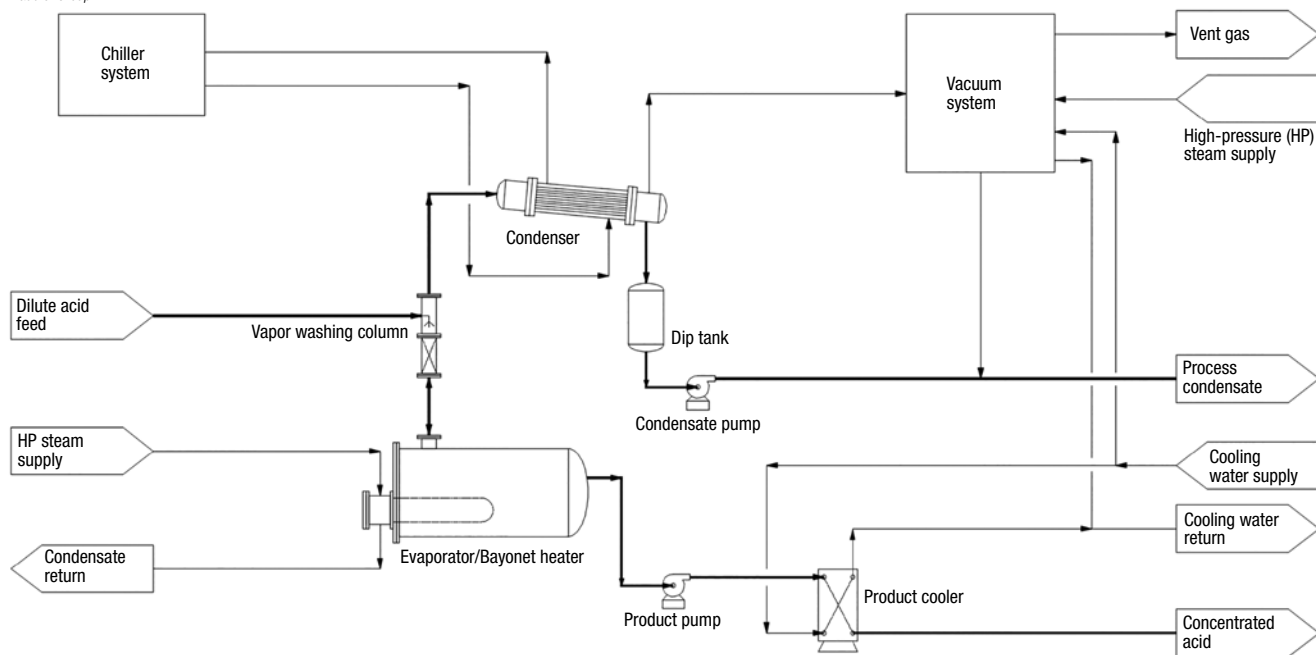 Chiller
system
Vacuum
system
Vent gas
High-pressure (HP)
steam supply
Condenser
Dilute acid
feed
Vapor washing column
Dip tank
Process
condensate
Condensate pump
HP steam
supply
Cooling
water supply
Evaporator/Bayonet heater
Cooling water
return
Condensate
return
Product cooler
Product pump
Concentrated
acid